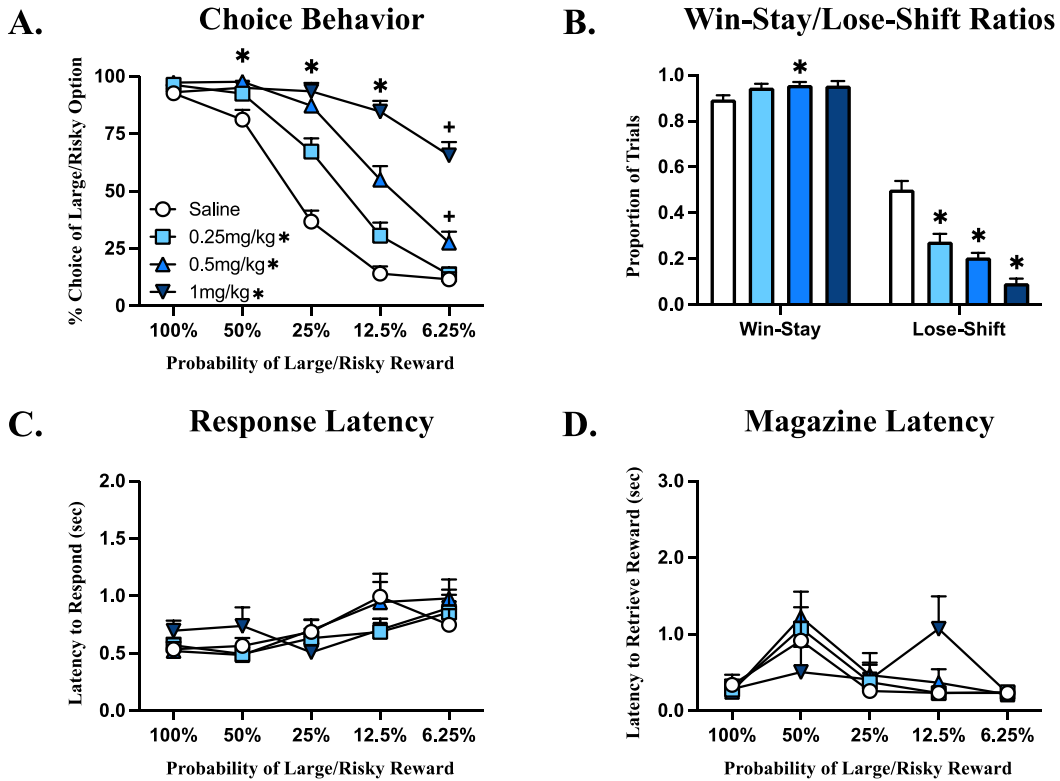 A.
Choice Behavior
% Choice of Large/Risky Option
100
75
50
25
0
* * * + +
Saline
0.25mg/kg*
0.5mg/kg*
1mg/kg*
100% 50% 25% 12.5% 6.25%
Probability of Large/Risky Reward
B.
Win-Stay/Lose-Shift Ratios
Proportion of Trials
1.0
0.8
0.6
0.4
0.2
0.0
* * * *
Win-Stay Lose-Shift
C.
Response Latency
Latency to Respond (sec)
2.0
1.5
1.0
0.5
0.0
100% 50% 25% 12.5% 6.25%
Probability of Large/Risky Reward
D.
Magazine Latency
Latency to Retrieve Reward (sec)
3.0
2.0
1.0
0.0
100% 50% 25% 12.5% 6.25%
Probability of Large/Risky Reward